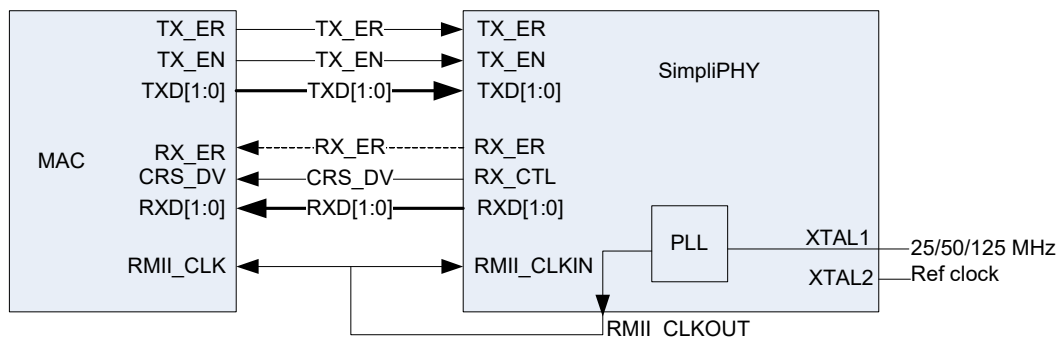 TX_ER TX_ER TX_ER
TX_EN TX_EN TX_EN
SimpliPHY
TXD[1:0] TXD[1:0] TXD[1:0]
MAC
RX_ER RX_ER RX_ER
CRS_DV CRS_DV RX_CTL
RXD[1:0] RXD[1:0] RXD[1:0]
PLL
XTAL1
25/50/125 MHz
RMII_CLK RMII_CLKIN
XTAL2
Ref clock
RMII_CLKOUT